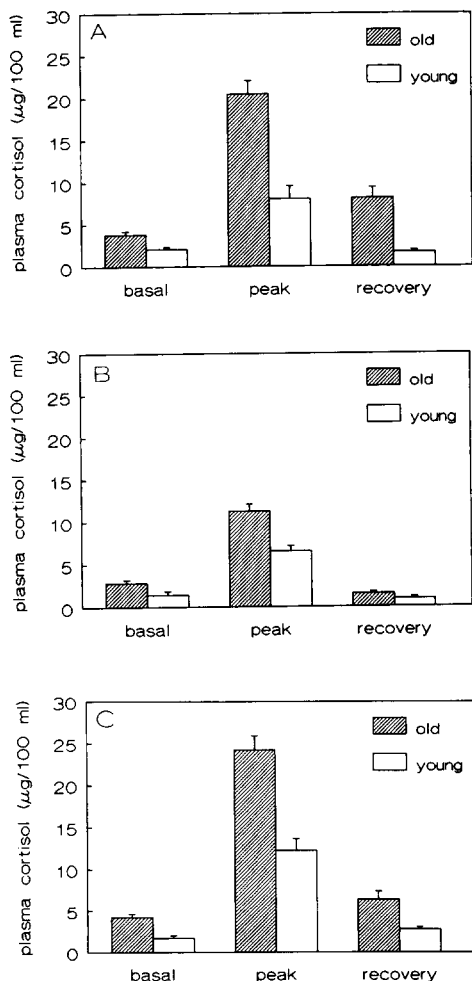 A
old
young
plasma cortisol (μg/100 ml)
30
25
20
15
10
5
0
basal peak recovery
B
old
young
plasma cortisol (μg/100 ml)
30
25
20
15
10
5
0
basal peak recovery
C
old
young
plasma cortisol (μg/100 ml)
30
25
20
15
10
5
0
basal peak recovery